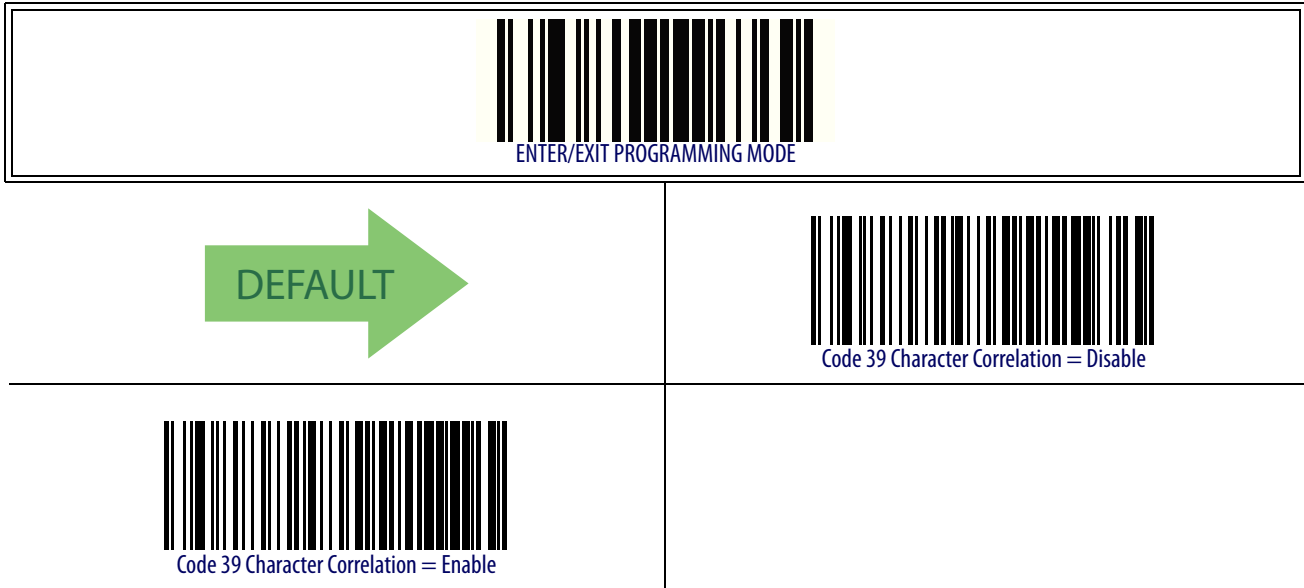 ENTER/EXIT PROGRAMMING MODE
DEFAULT
Code 39 Character Correlation = Disable
Code 39 Character Correlation = Enable